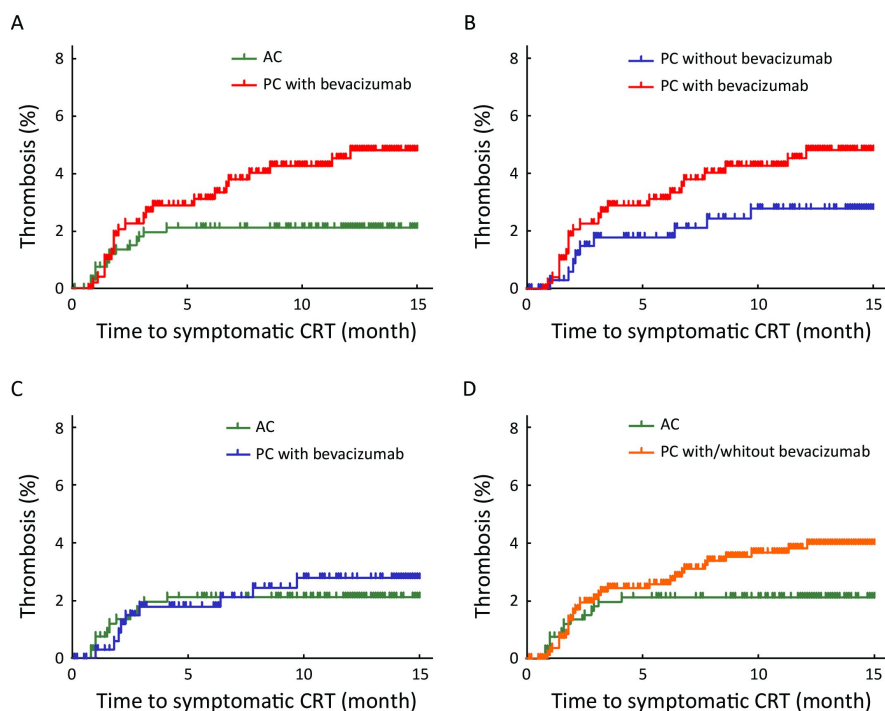 A
AC
PC with bevacizumab
8
6
4
2
0
Thrombosis (%)
0 5 10 15
Time to symptomatic CRT (month)
B
PC without bevacizumab
PC with bevacizumab
8
6
4
2
0
Thrombosis (%)
0 5 10 15
Time to symptomatic CRT (month)
C
AC
PC with bevacizumab
8
6
4
2
0
Thrombosis (%)
0 5 10 15
Time to symptomatic CRT (month)
D
AC
PC with/whitout bevacizumab
8
6
4
2
0
Thrombosis (%)
0 5 10 15
Time to symptomatic CRT (month)